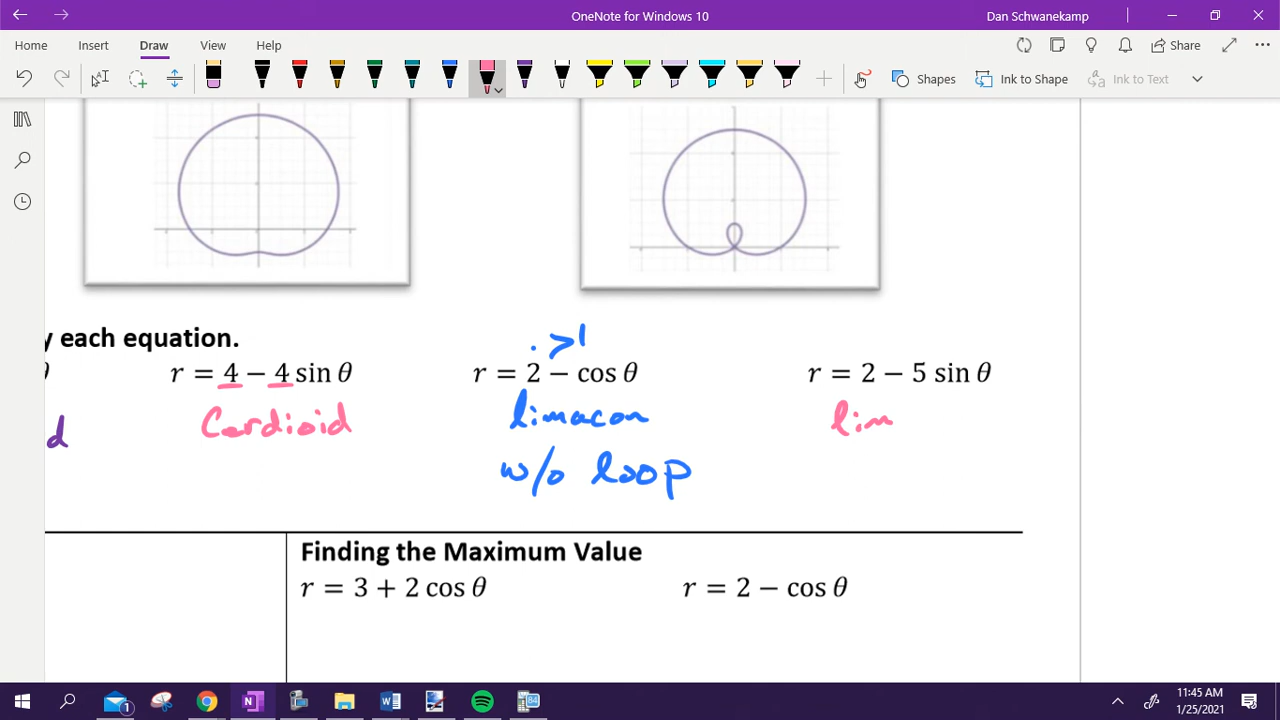 OneNote for Windows 10
Dan Schwanekamp
Home Insert Draw View Help
Share
Shapes Ink to Shape Ink to Text
y each equation.
. > 1
θ r = 4 − 4 sin θ r = 2 − cos θ r = 2 − 5 sin θ
d Cardioid limacon lim
w/o loop
Finding the Maximum Value
r = 3 + 2 cos θ r = 2 − cos θ
11:45 AM
1/25/2021